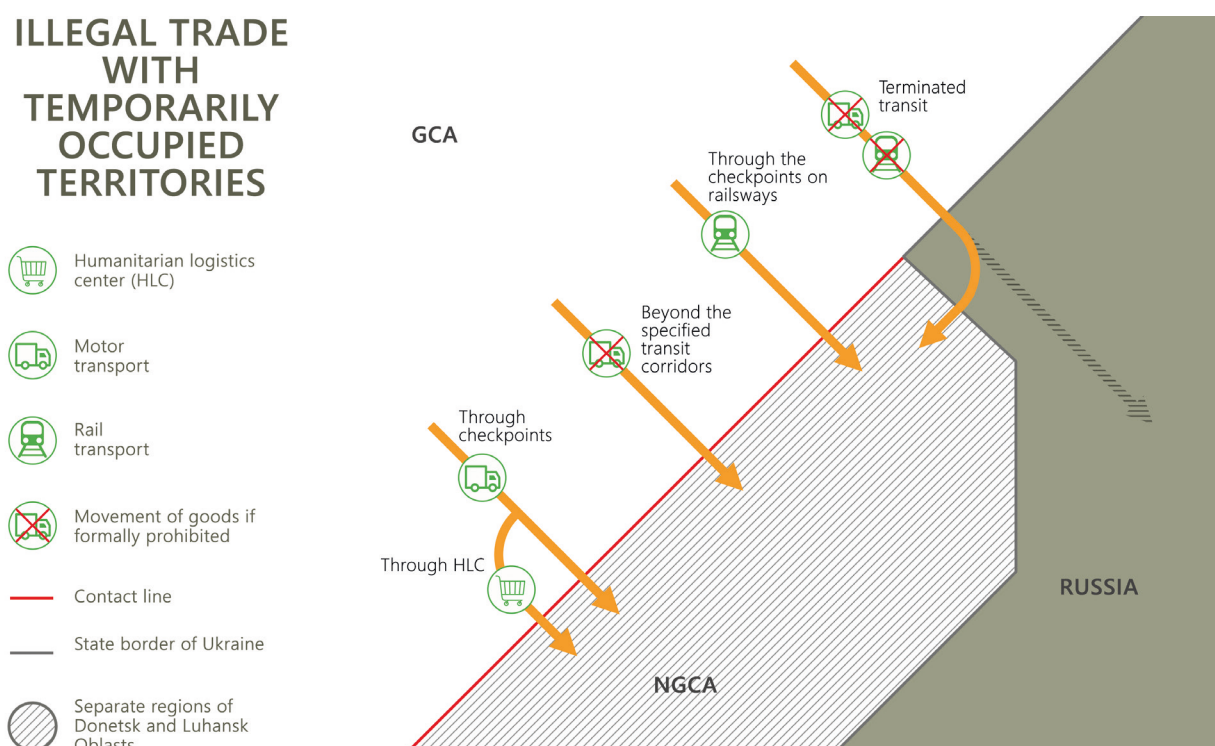 ILLEGAL TRADE
WITH
TEMPORARILY
OCCUPIED
TERRITORIES
Humanitarian logistics
center (HLC)
Motor
transport
Rail
transport
Movement of goods if
formally prohibited
Contact line
State border of Ukraine
Separate regions of
Donetsk and Luhansk
Oblasts
GCA
Terminated
transit
Through the
checkpoints on
railsways
Beyond the
specified
transit
corridors
Through
checkpoints
Through HLC
RUSSIA
NGCA